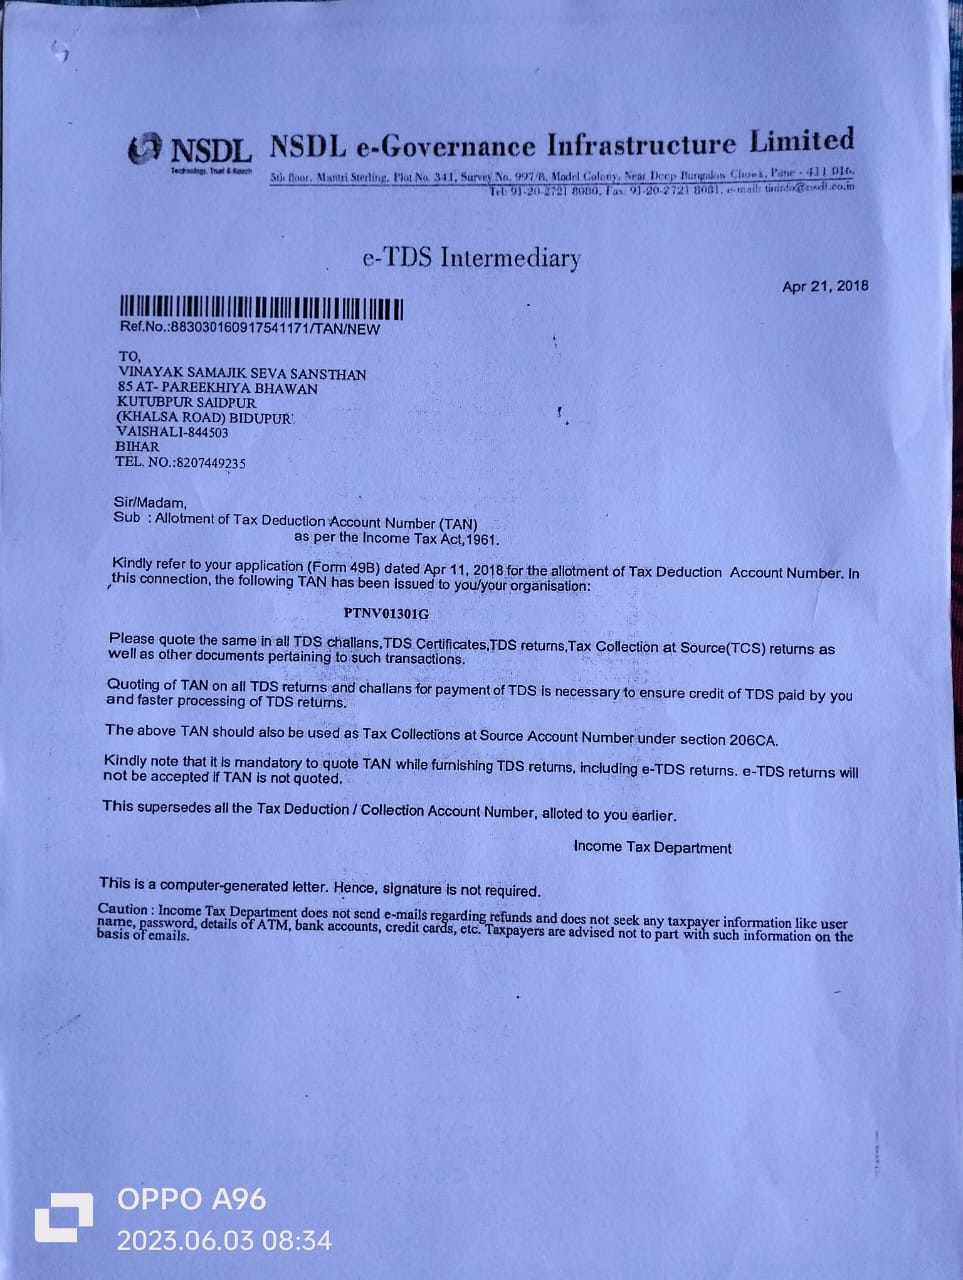 NSDL
Technology, Trust & Reach
NSDL e-Governance Infrastructure Limited
5th floor, Mantri Sterling, Plot No. 341, Survey No. 997/8, Model Colony, Near Deep Bungalow Chowk, Pune - 411 016.
Tel: 91-20-2721 8080, Fax: 91-20-2721 8081, e-mail: tininfo@nsdl.co.in
e-TDS Intermediary
Apr 21, 2018
Ref.No.:883030160917541171/TAN/NEW
TO,
VINAYAK SAMAJIK SEVA SANSTHAN
85 AT- PAREEKHIYA BHAWAN
KUTUBPUR SAIDPUR
(KHALSA ROAD) BIDUPUR
VAISHALI-844503
BIHAR
TEL. NO.:8207449235
Sir/Madam,
Sub : Allotment of Tax Deduction Account Number (TAN)
as per the Income Tax Act,1961.
Kindly refer to your application (Form 49B) dated Apr 11, 2018 for the allotment of Tax Deduction Account Number. In
this connection, the following TAN has been issued to you/your organisation:
PTNV01301G
Please quote the same in all TDS challans,TDS Certificates,TDS returns,Tax Collection at Source(TCS) returns as
well as other documents pertaining to such transactions.
Quoting of TAN on all TDS returns and challans for payment of TDS is necessary to ensure credit of TDS paid by you
and faster processing of TDS returns.
The above TAN should also be used as Tax Collections at Source Account Number under section 206CA.
Kindly note that it is mandatory to quote TAN while furnishing TDS returns, including e-TDS returns. e-TDS returns will
not be accepted if TAN is not quoted.
This supersedes all the Tax Deduction / Collection Account Number, alloted to you earlier.
Income Tax Department
This is a computer-generated letter. Hence, signature is not required.
Caution : Income Tax Department does not send e-mails regarding refunds and does not seek any taxpayer information like user
name, password, details of ATM, bank accounts, credit cards, etc. Taxpayers are advised not to part with such information on the
basis of emails.
OPPO A96
2023.06.03 08:34